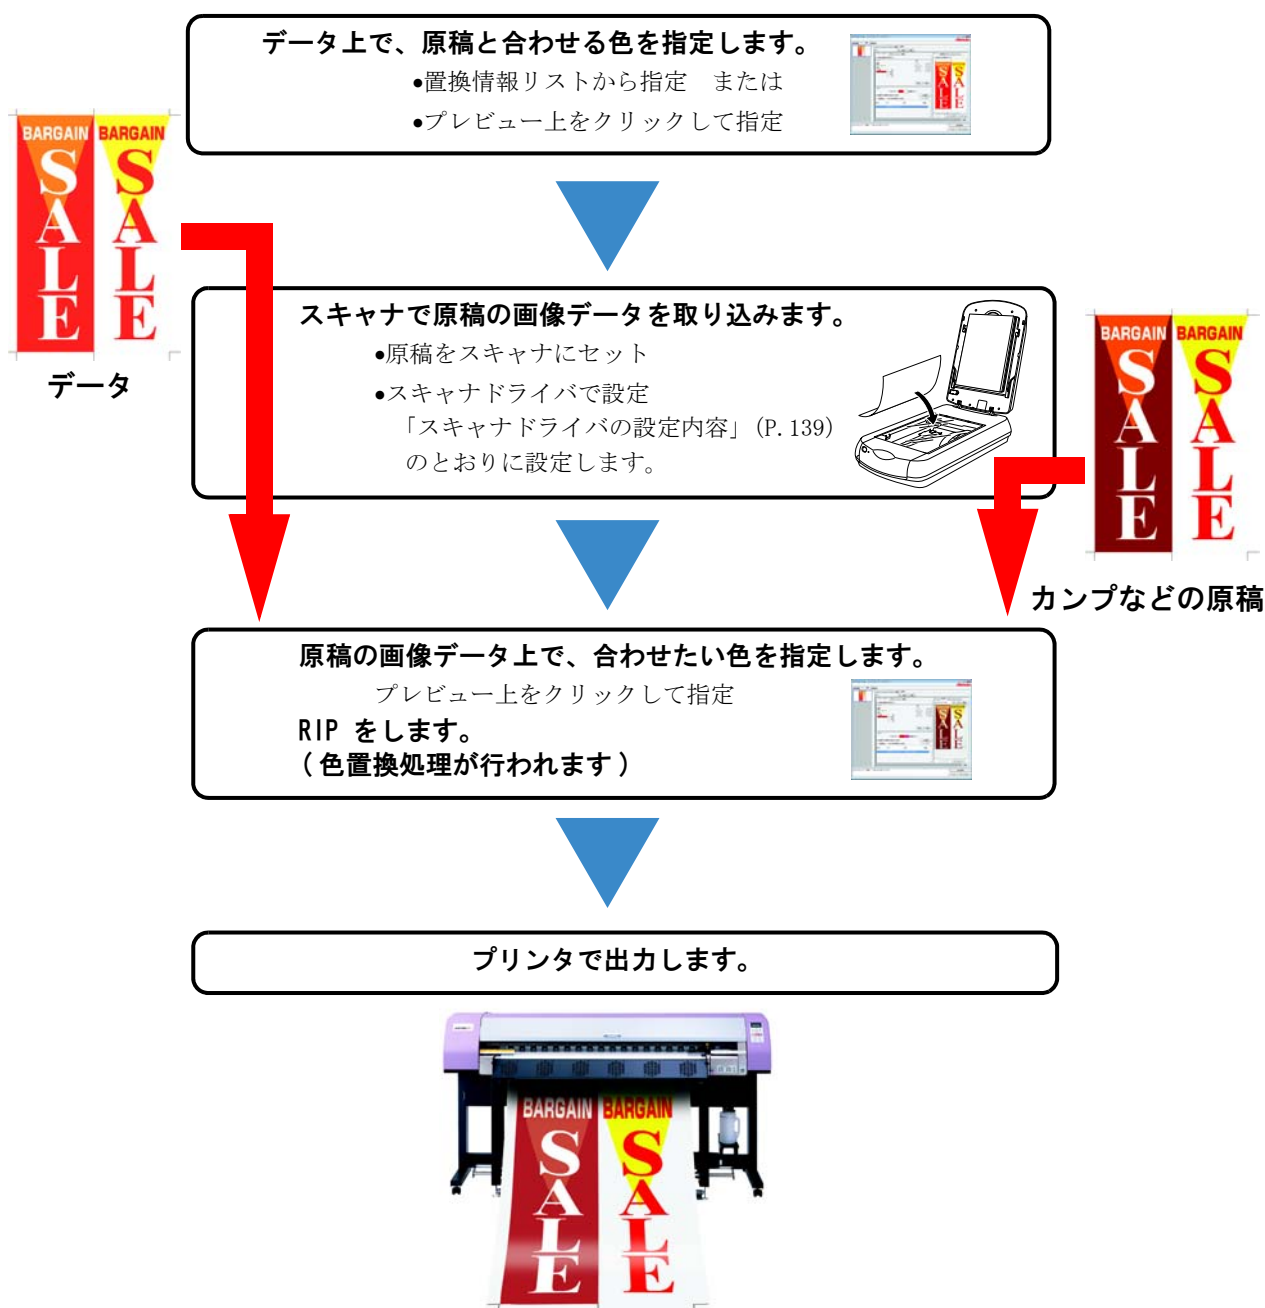 データ上で、原稿と合わせる色を指定します。
●置換情報リストから指定　または
●プレビュー上をクリックして指定
BARGAIN BARGAIN
SALE SALE
データ
スキャナで原稿の画像データを取り込みます。
●原稿をスキャナにセット
●スキャナドライバで設定
「スキャナドライバの設定内容」(P.139)
のとおりに設定します。
BARGAIN BARGAIN
SALE SALE
カンプなどの原稿
原稿の画像データ上で、合わせたい色を指定します。
プレビュー上をクリックして指定
RIP をします。
(色置換処理が行われます)
SALE SALE
プリンタで出力します。
BARGAIN BARGAIN
SALE SALE